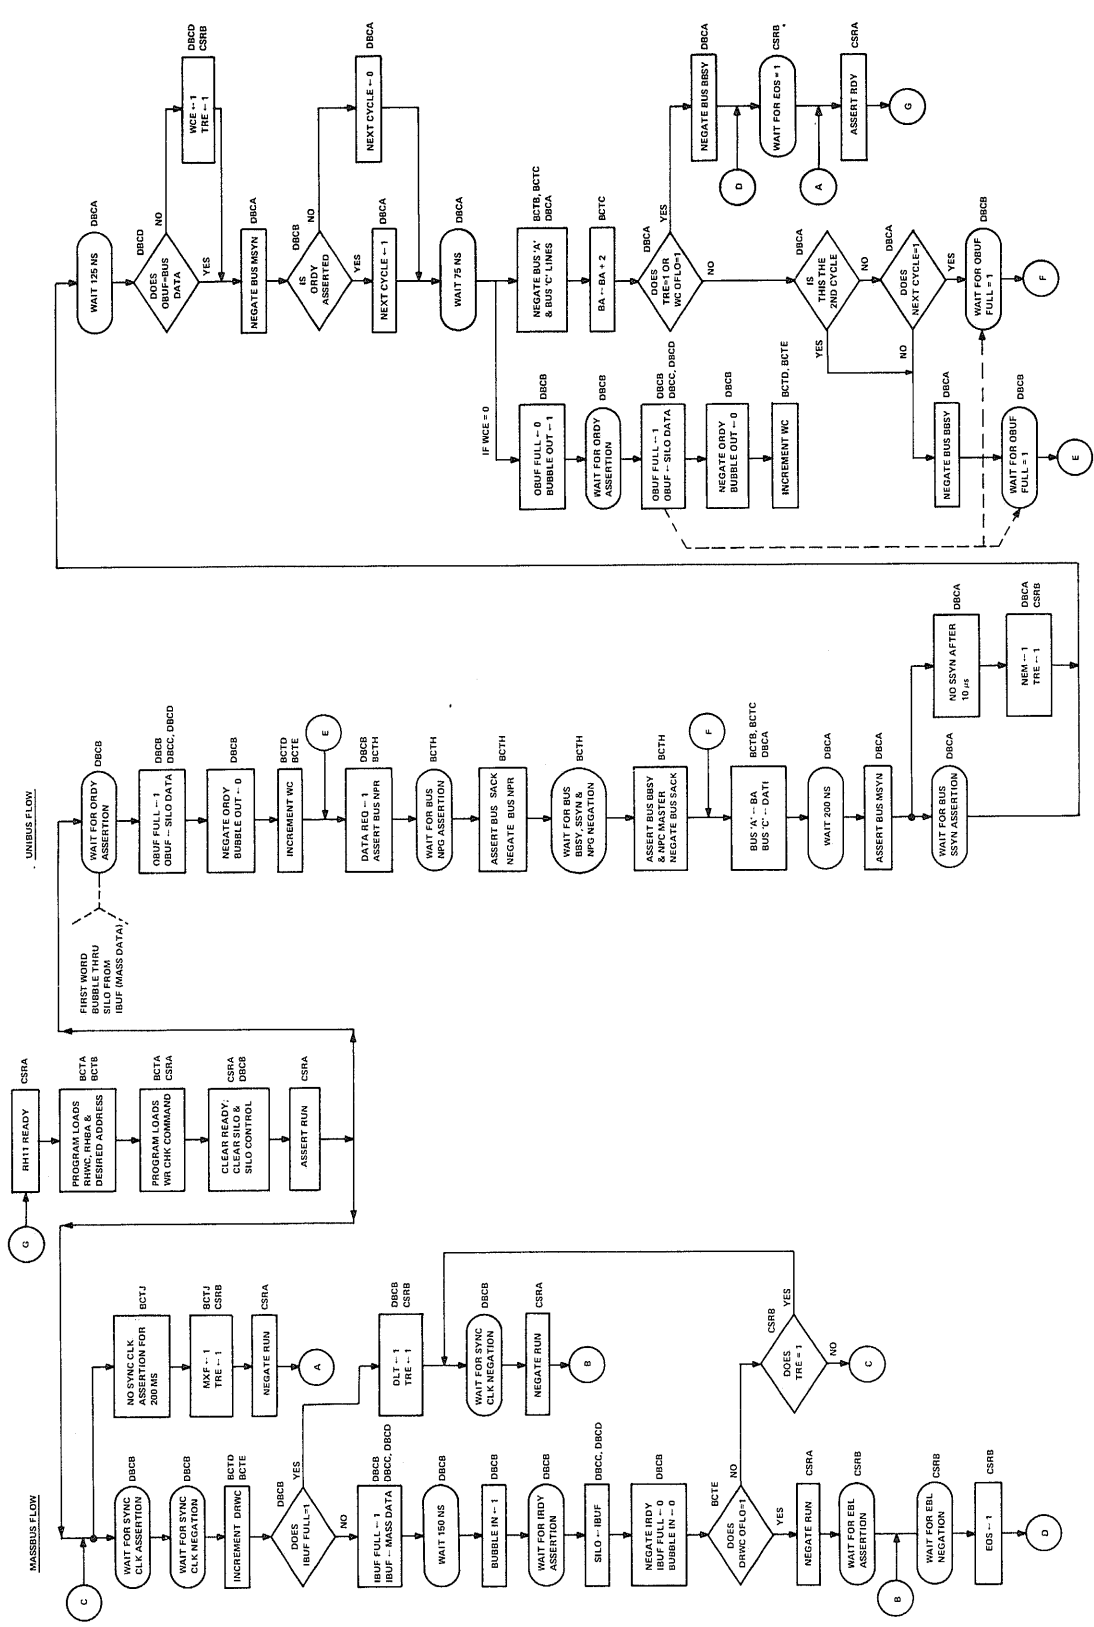 MASSBUS FLOW
C
WAIT FOR SYNC
CLK ASSERTION
DBCB
WAIT FOR SYNC
CLK NEGATION
DBCB
INCREMENT DRWC
BCTD
BCTE
DOES
IBUF FULL=1
DBCB
YES
NO
IBUF FULL ← 1
IBUF ← MASS DATA
DBCB
DBCC, DBCD
WAIT 150 NS
DBCB
BUBBLE IN ← 1
DBCB
WAIT FOR IRDY
ASSERTION
DBCB
SILO ← IBUF
DBCC, DBCD
NEGATE IRDY
IBUF FULL ← 0
BUBBLE IN ← 0
DBCB
DOES
DRWC OFLO=1
BCTE
NO
YES
NEGATE RUN
CSRA
WAIT FOR EBL
ASSERTION
CSRB
B
WAIT FOR EBL
NEGATION
CSRB
EOS ← 1
CSRB
D
NO SYNC CLK
ASSERTION FOR
200 MS
BCTJ
MXF ← 1
TRE ← 1
BCTJ
CSRB
NEGATE RUN
CSRA
A
DLT ← 1
TRE ← 1
DBCB
CSRB
WAIT FOR SYNC
CLK NEGATION
DBCB
NEGATE RUN
CSRA
B
DOES
TRE = 1
CSRB
YES
NO
C
G
RH11 READY
CSRA
PROGRAM LOADS
RHWC, RHBA &
DESIRED ADDRESS
BCTA
BCTB
PROGRAM LOADS
WR CHK COMMAND
BCTA
CSRA
CLEAR READY;
CLEAR SILO &
SILO CONTROL
CSRA
DBCB
ASSERT RUN
CSRA
UNIBUS FLOW
FIRST WORD
BUBBLE THRU
SILO FROM
IBUF (MASS DATA)
WAIT FOR ORDY
ASSERTION
DBCB
OBUF FULL ← 1
OBUF ← SILO DATA
DBCB
DBCC, DBCD
NEGATE ORDY
BUBBLE OUT ← 0
DBCB
INCREMENT WC
BCTD
BCTE
E
DATA REQ ← 1
ASSERT BUS NPR
DBCB
BCTH
WAIT FOR BUS
NPG ASSERTION
BCTH
ASSERT BUS SACK
NEGATE BUS NPR
BCTH
WAIT FOR BUS
BBSY, SSYN &
NPG NEGATION
BCTH
ASSERT BUS BBSY
& NPC MASTER
NEGATE BUS SACK
BCTH
F
BUS 'A' ← BA
BUS 'C' ← DATI
BCTB, BCTC
DBCA
WAIT 200 NS
DBCA
ASSERT BUS MSYN
DBCA
WAIT FOR BUS
SSYN ASSERTION
DBCA
NO SSYN AFTER
10 µs
DBCA
NEM ← 1
TRE ← 1
DBCA
CSRB
WAIT 125 NS
DBCA
DOES
OBUF=BUS
DATA
DBCD
NO
YES
WCE ← 1
TRE ← 1
DBCD
CSRB
NEGATE BUS MSYN
DBCA
IS
ORDY
ASSERTED
DBCB
NO
YES
NEXT CYCLE ← 0
DBCA
NEXT CYCLE ← 1
DBCA
WAIT 75 NS
DBCA
IF WCE = 0
OBUF FULL ← 0
BUBBLE OUT ← 1
DBCB
WAIT FOR ORDY
ASSERTION
DBCB
OBUF FULL ← 1
OBUF ← SILO DATA
DBCB
DBCC, DBCD
NEGATE ORDY
BUBBLE OUT ← 0
DBCB
INCREMENT WC
BCTD, BCTE
NEGATE BUS 'A'
& BUS 'C' LINES
BCTB, BCTC
DBCA
BA ← BA + 2
BCTC
DOES
TRE=1 OR
WC OFLO=1
DBCA
YES
NO
NEGATE BUS BBSY
DBCA
D
WAIT FOR EOS = 1
CSRB
A
ASSERT RDY
CSRA
G
IS
THIS THE
2ND CYCLE
DBCA
YES
NO
DOES
NEXT CYCLE=1
DBCA
NO
YES
WAIT FOR OBUF
FULL = 1
DBCB
F
NEGATE BUS BBSY
DBCA
WAIT FOR OBUF
FULL = 1
DBCB
E